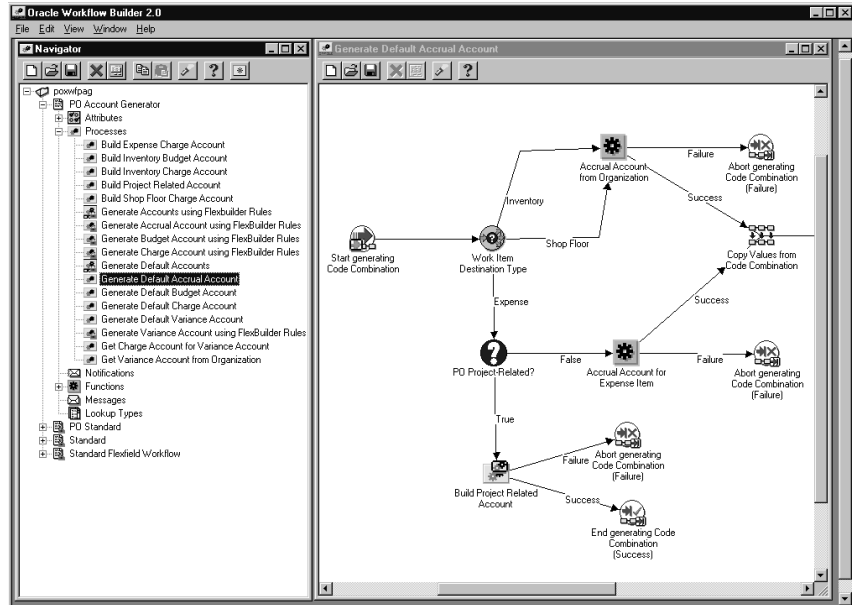 Oracle Workflow Builder 2.0
File Edit View Window Help
Navigator
poxwfpag
PO Account Generator
Attributes
Processes
Build Expense Charge Account
Build Inventory Budget Account
Build Inventory Charge Account
Build Project Related Account
Build Shop Floor Charge Account
Generate Accounts using Flexbuilder Rules
Generate Accrual Account using FlexBuilder Rules
Generate Budget Account using FlexBuilder Rules
Generate Charge Account using FlexBuilder Rules
Generate Default Accounts
Generate Default Accrual Account
Generate Default Budget Account
Generate Default Charge Account
Generate Default Variance Account
Generate Variance Account using FlexBuilder Rules
Get Charge Account for Variance Account
Get Variance Account from Organization
Notifications
Functions
Messages
Lookup Types
PO Standard
Standard
Standard Flexfield Workflow
Generate Default Accrual Account
Accrual Account
from Organization
Failure
Abort generating
Code Combination
(Failure)
Inventory
Success
Start generating
Code Combination
Work Item
Destination Type
Shop Floor
Copy Values from
Code Combination
Expense
Success
PO Project-Related?
False
Accrual Account for
Expense Item
Failure
Abort generating
Code Combination
(Failure)
True
Build Project Related
Account
Failure
Abort generating
Code Combination
(Failure)
Success
End generating Code
Combination
(Success)